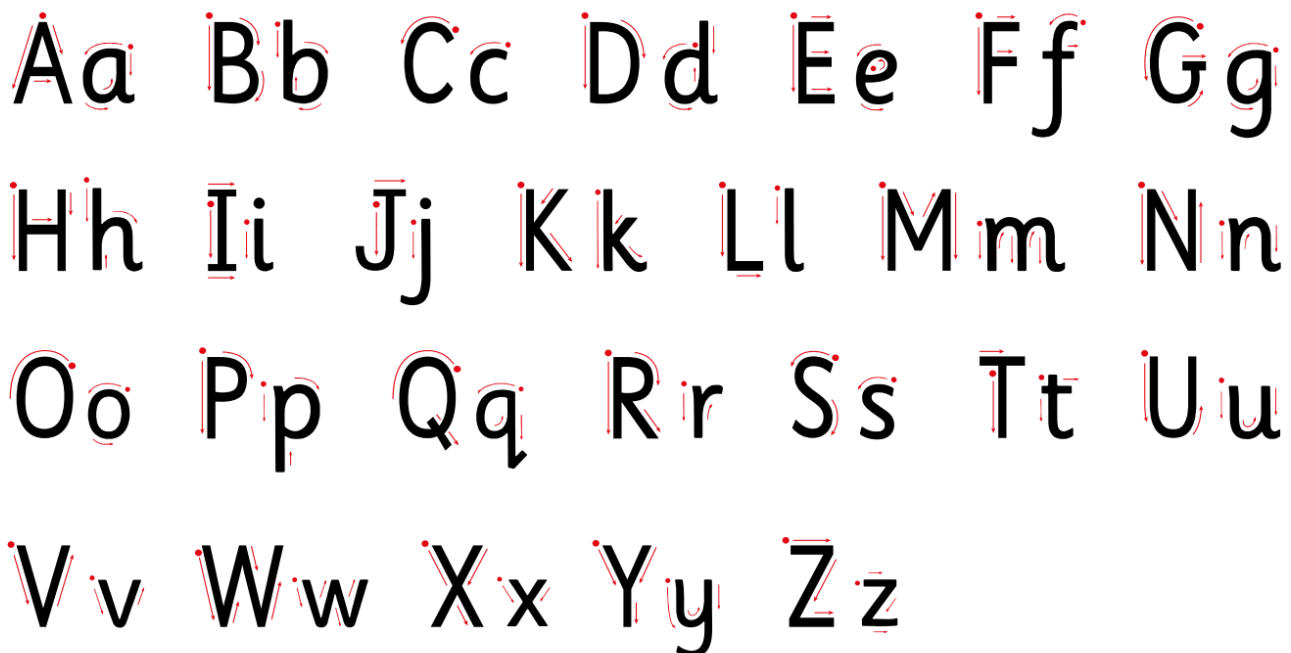 Aa Bb Cc Dd Ee Ff Gg
Hh Ii Jj Kk Ll Mm Nn
Oo Pp Qq Rr Ss Tt Uu
Vv Ww Xx Yy Zz